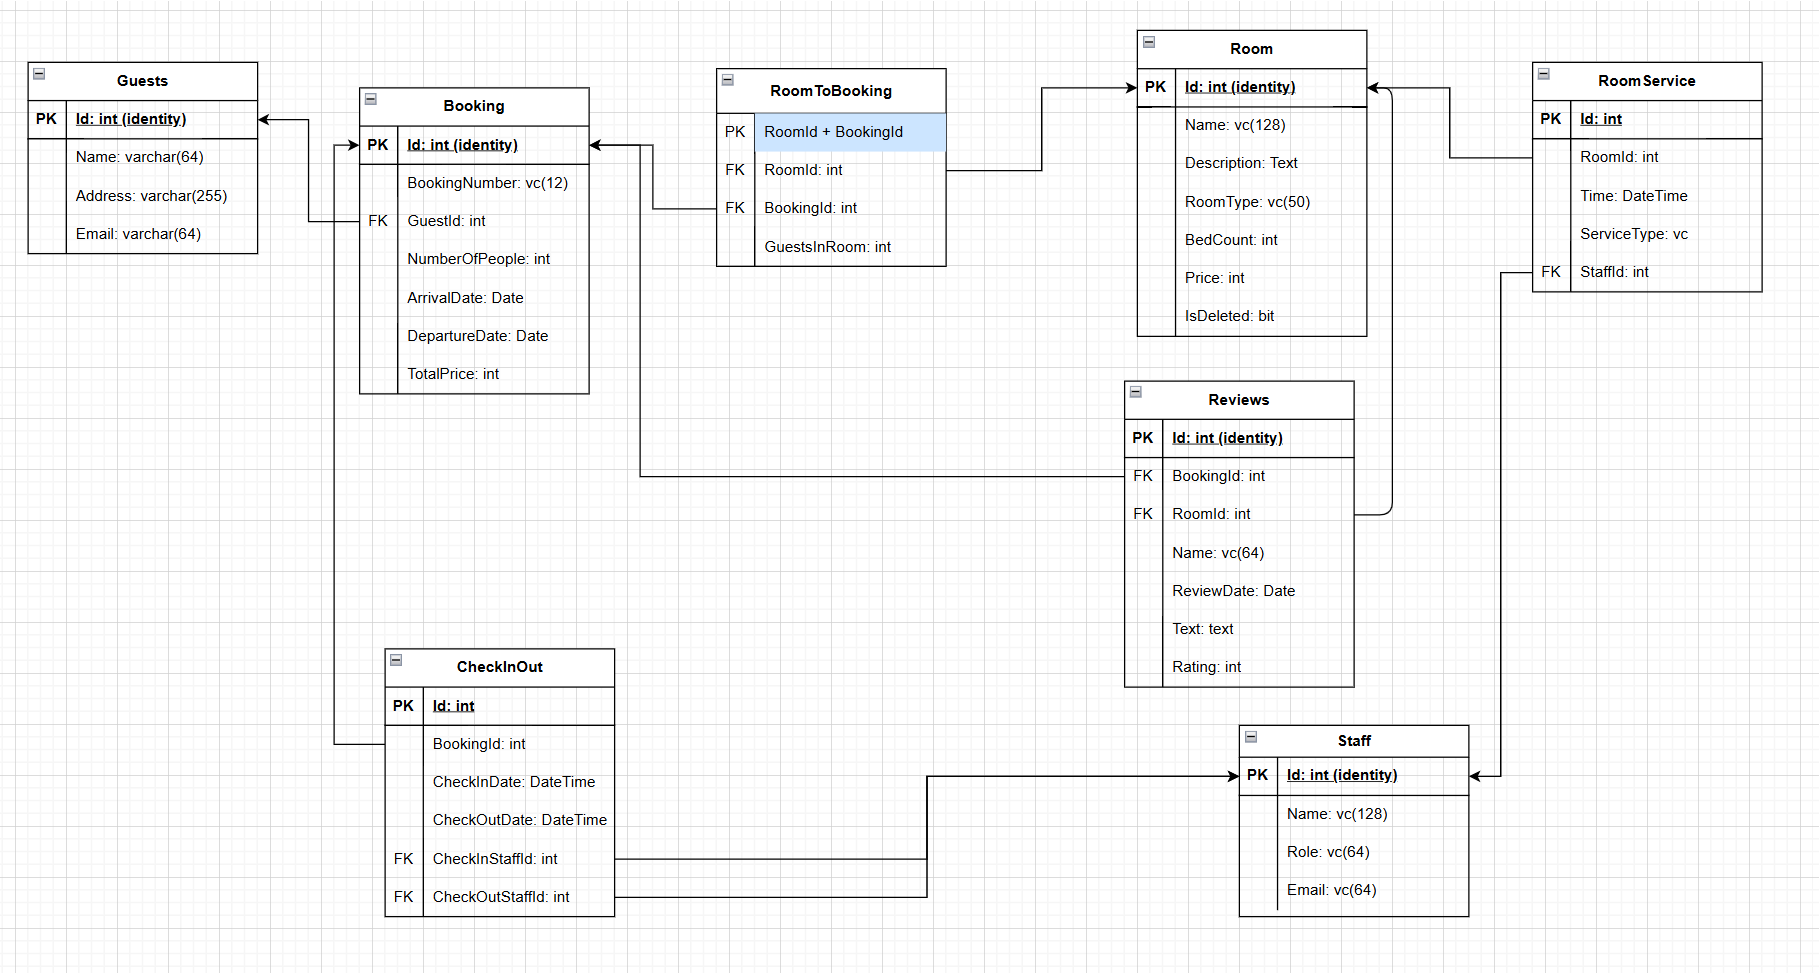 Guests
PK Id: int (identity)
Name: varchar(64)
Address: varchar(255)
Email: varchar(64)
Booking
PK Id: int (identity)
BookingNumber: vc(12)
FK GuestId: int
NumberOfPeople: int
ArrivalDate: Date
DepartureDate: Date
TotalPrice: int
RoomToBooking
PK RoomId + BookingId
FK RoomId: int
FK BookingId: int
GuestsInRoom: int
Room
PK Id: int (identity)
Name: vc(128)
Description: Text
RoomType: vc(50)
BedCount: int
Price: int
IsDeleted: bit
RoomService
PK Id: int
RoomId: int
Time: DateTime
ServiceType: vc
FK StaffId: int
Reviews
PK Id: int (identity)
FK BookingId: int
FK RoomId: int
Name: vc(64)
ReviewDate: Date
Text: text
Rating: int
CheckInOut
PK Id: int
BookingId: int
CheckInDate: DateTime
CheckOutDate: DateTime
FK CheckInStaffId: int
FK CheckOutStaffId: int
Staff
PK Id: int (identity)
Name: vc(128)
Role: vc(64)
Email: vc(64)